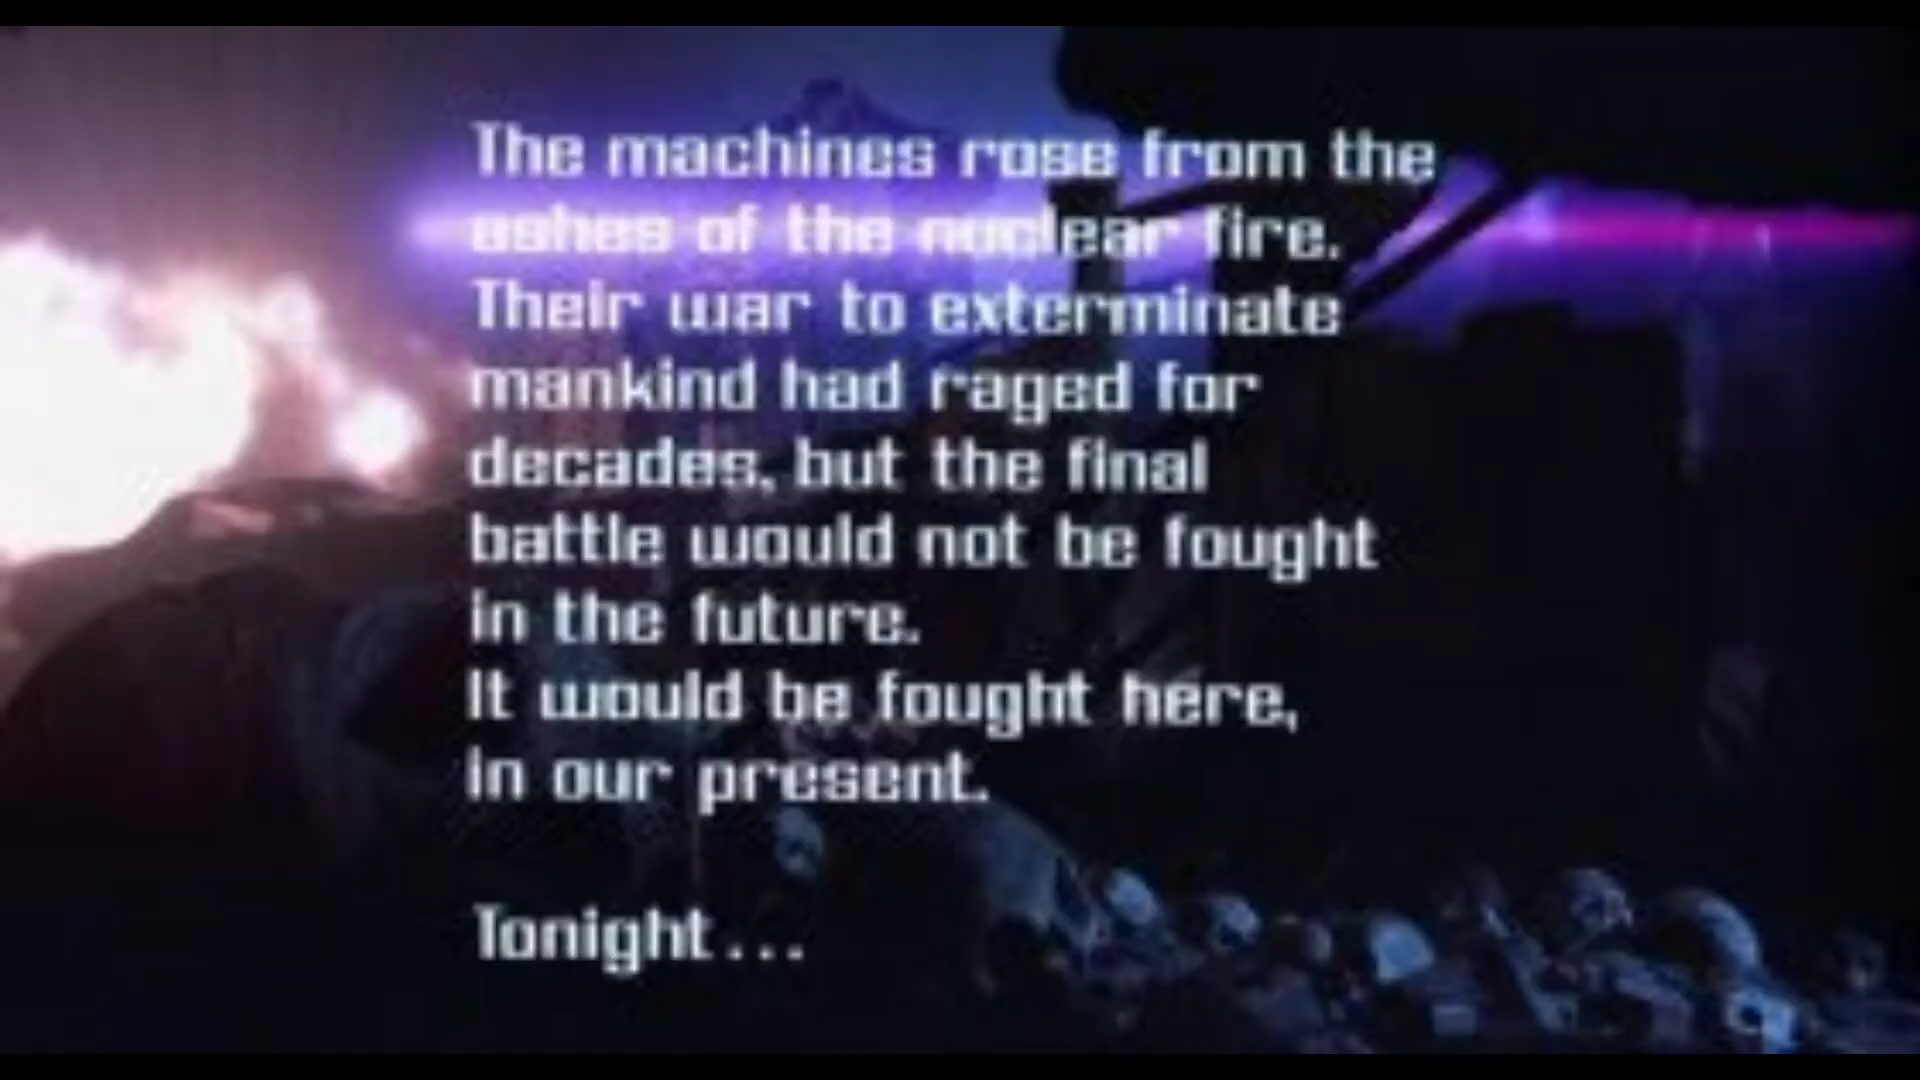 The machines rose from the
ashes of the nuclear fire.
Their war to exterminate
mankind had raged for
decades, but the final
battle would not be fought
in the future.
It would be fought here,
in our present.
Tonight...